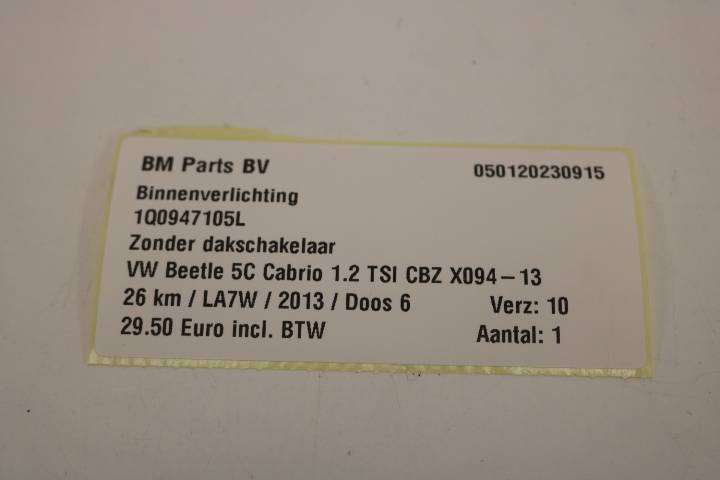 BM Parts BV 050120230915
Binnenverlichting
1Q0947105L
Zonder dakschakelaar
VW Beetle 5C Cabrio 1.2 TSI CBZ X094-13
26 km / LA7W / 2013 / Doos 6 Verz: 10
29.50 Euro incl. BTW Aantal: 1